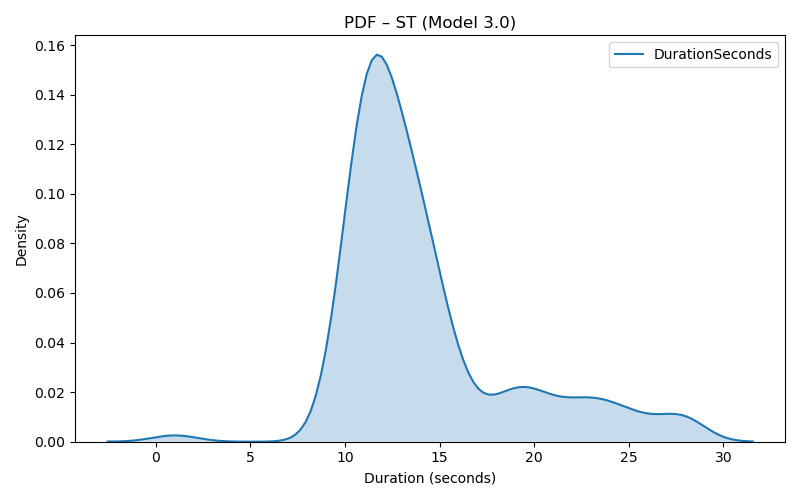 PDF – ST (Model 3.0)
DurationSeconds
0.16
0.14
0.12
0.10
0.08
0.06
0.04
0.02
0.00
Density
0 5 10 15 20 25 30
Duration (seconds)